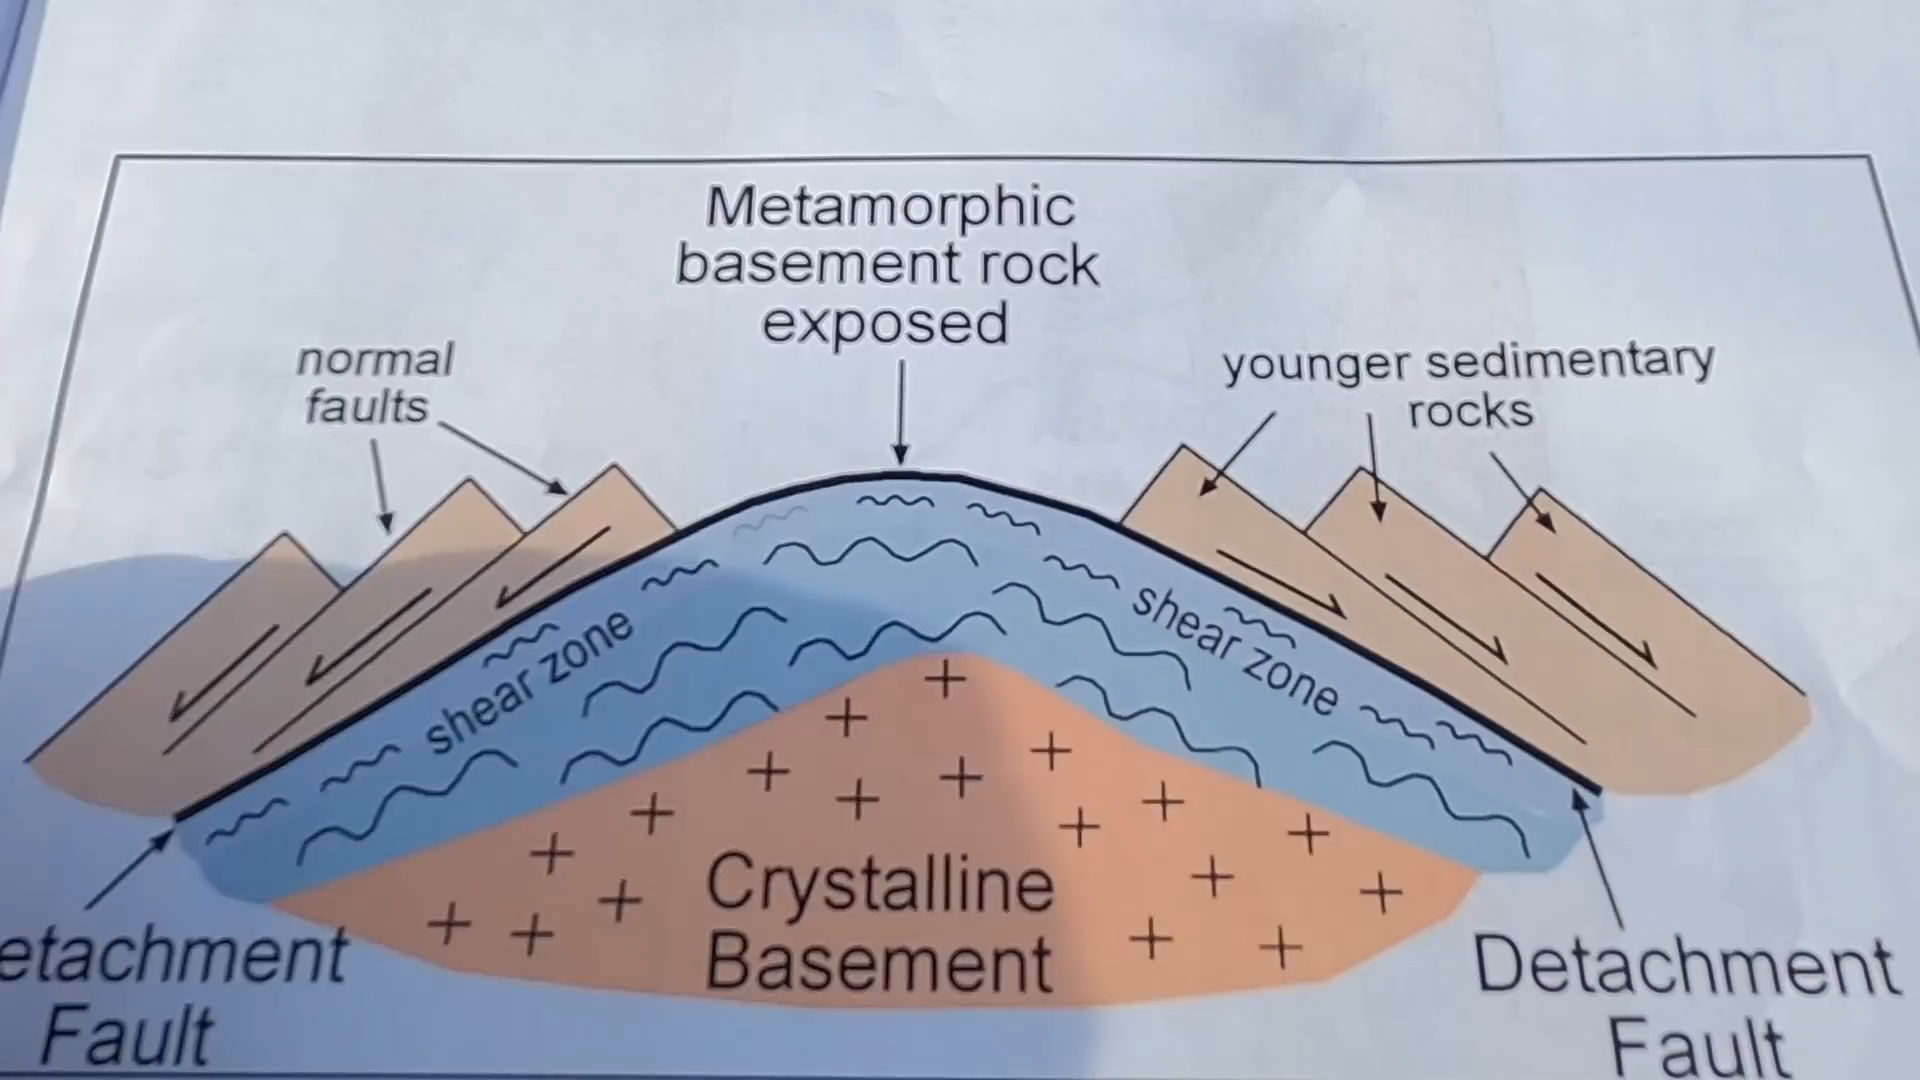 Metamorphic
basement rock
exposed
normal
faults
younger sedimentary
rocks
shear zone
shear zone
Crystalline
Basement
etachment
Fault
Detachment
Fault